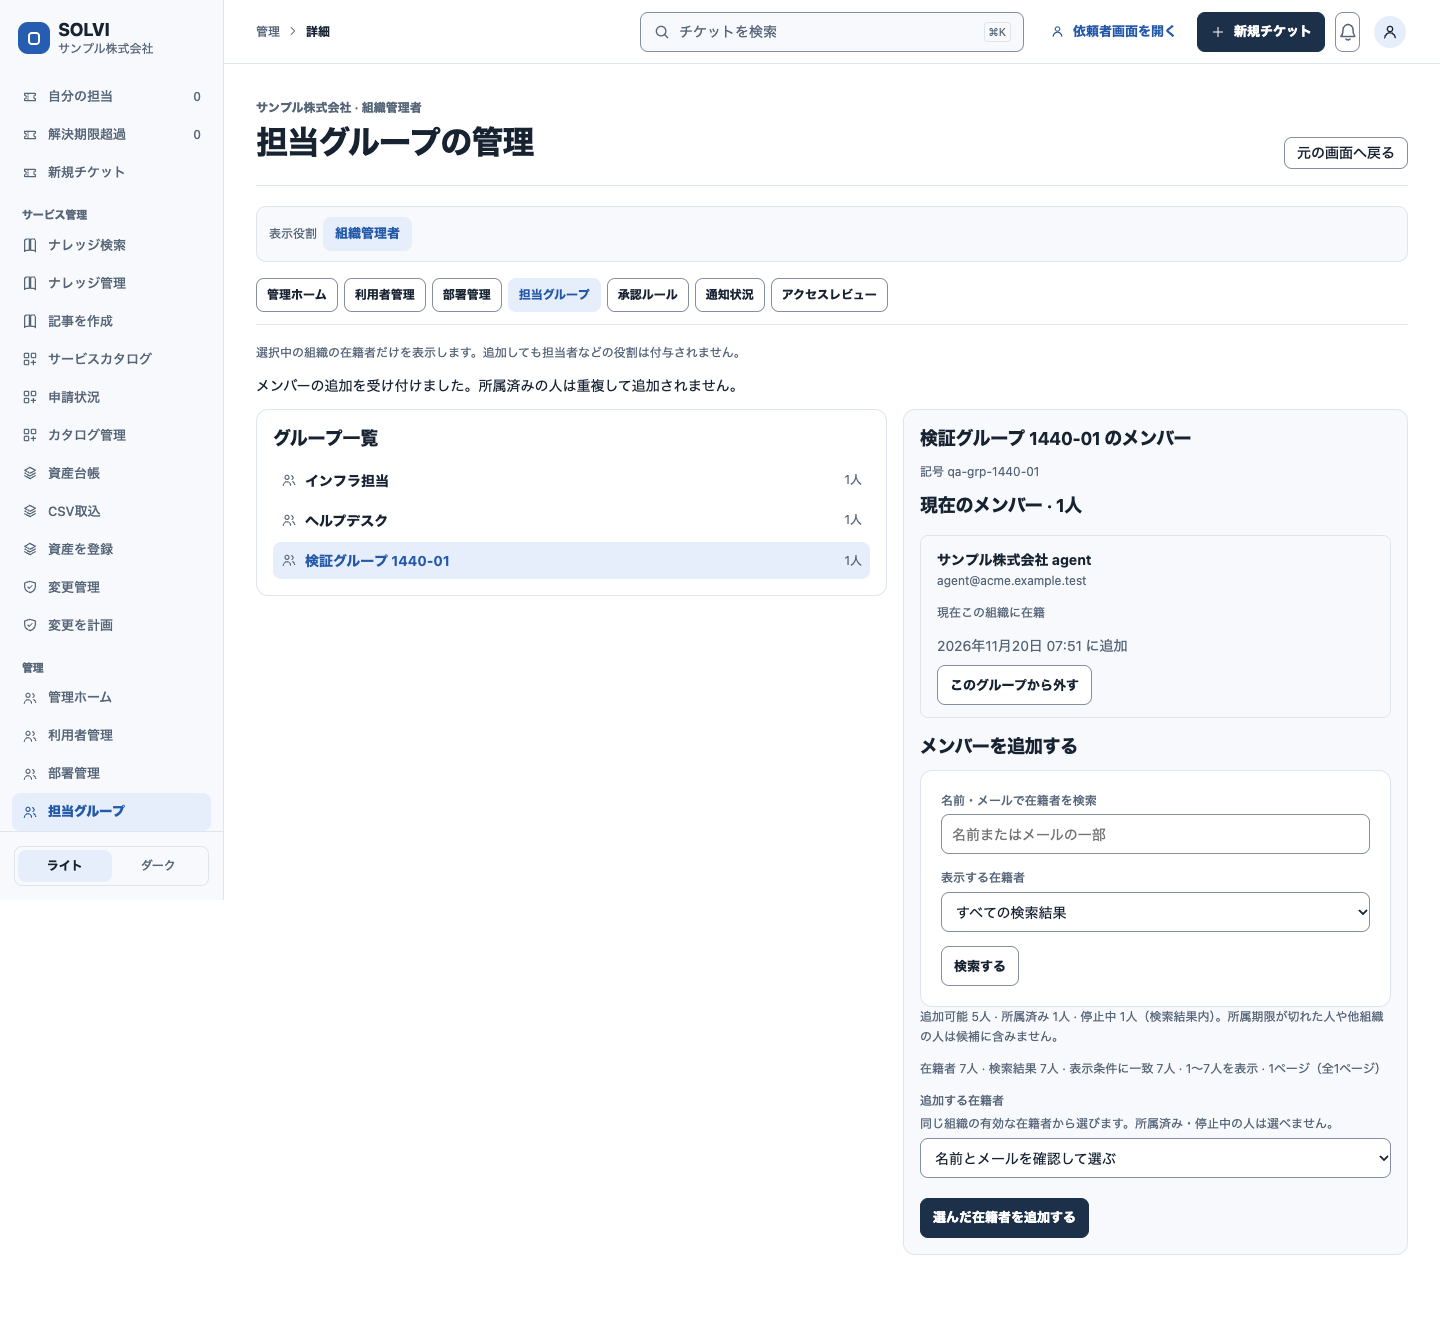 SOLVI
サンプル株式会社
自分の担当 0
解決期限超過 0
新規チケット
サービス管理
ナレッジ検索
ナレッジ管理
記事を作成
サービスカタログ
申請状況
カタログ管理
資産台帳
CSV取込
資産を登録
変更管理
変更を計画
管理
管理ホーム
利用者管理
部署管理
担当グループ
ライト ダーク
管理 詳細
チケットを検索 ⌘K
依頼者画面を開く
新規チケット
サンプル株式会社 · 組織管理者
担当グループの管理
元の画面へ戻る
表示役割 組織管理者
管理ホーム 利用者管理 部署管理 担当グループ 承認ルール 通知状況 アクセスレビュー
選択中の組織の在籍者だけを表示します。追加しても担当者などの役割は付与されません。
メンバーの追加を受け付けました。所属済みの人は重複して追加されません。
グループ一覧
インフラ担当 1人
ヘルプデスク 1人
検証グループ 1440-01 1人
検証グループ 1440-01 のメンバー
記号 qa-grp-1440-01
現在のメンバー · 1人
サンプル株式会社 agent
agent@acme.example.test
現在この組織に在籍
2026年11月20日 07:51 に追加
このグループから外す
メンバーを追加する
名前・メールで在籍者を検索
名前またはメールの一部
表示する在籍者
すべての検索結果
検索する
追加可能 5人 · 所属済み 1人 · 停止中 1人（検索結果内）。所属期限が切れた人や他組織
の人は候補に含みません。
在籍者 7人 · 検索結果 7人 · 表示条件に一致 7人 · 1〜7人を表示 · 1ページ（全1ページ）
追加する在籍者
同じ組織の有効な在籍者から選びます。所属済み・停止中の人は選べません。
名前とメールを確認して選ぶ
選んだ在籍者を追加する